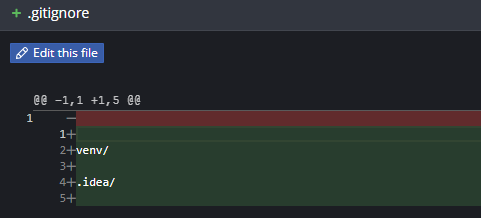 + .gitignore
Edit this file
@@ -1,1 +1,5 @@
1 −
1+
2+ venv/
3+
4+ .idea/
5+